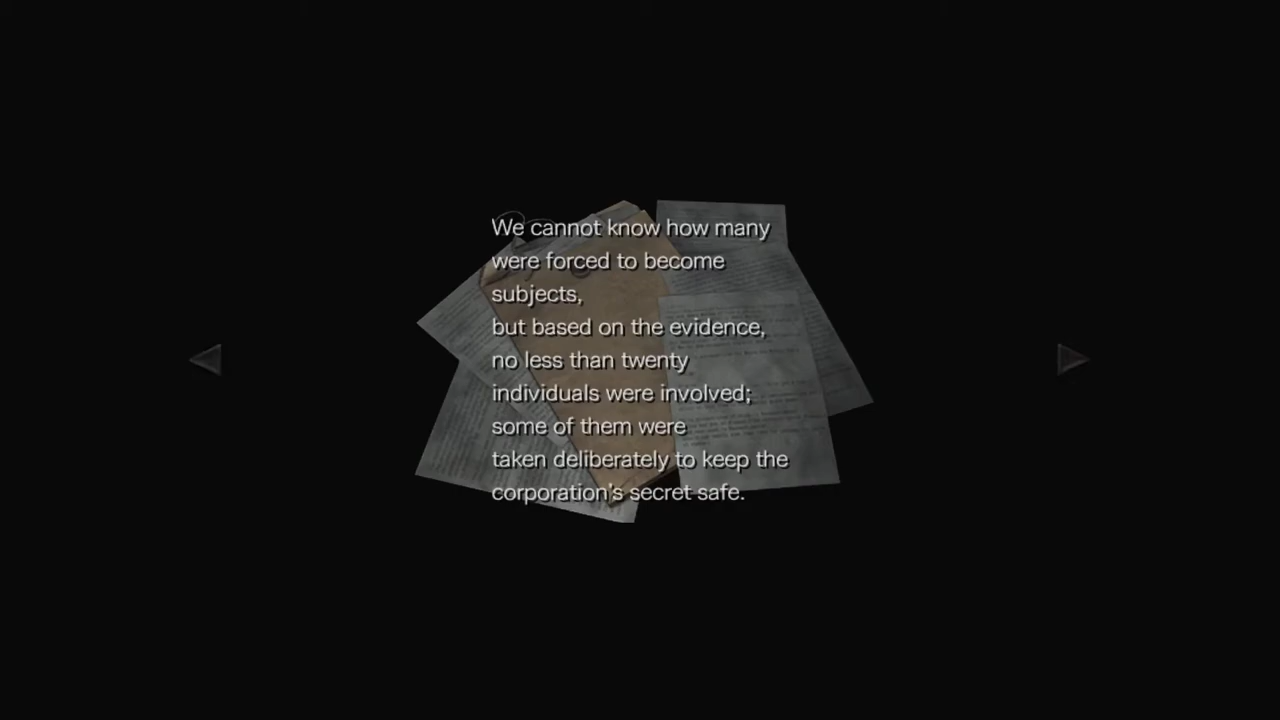 We cannot know how many
were forced to become
subjects,
but based on the evidence,
no less than twenty
individuals were involved;
some of them were
taken deliberately to keep the
corporation's secret safe.